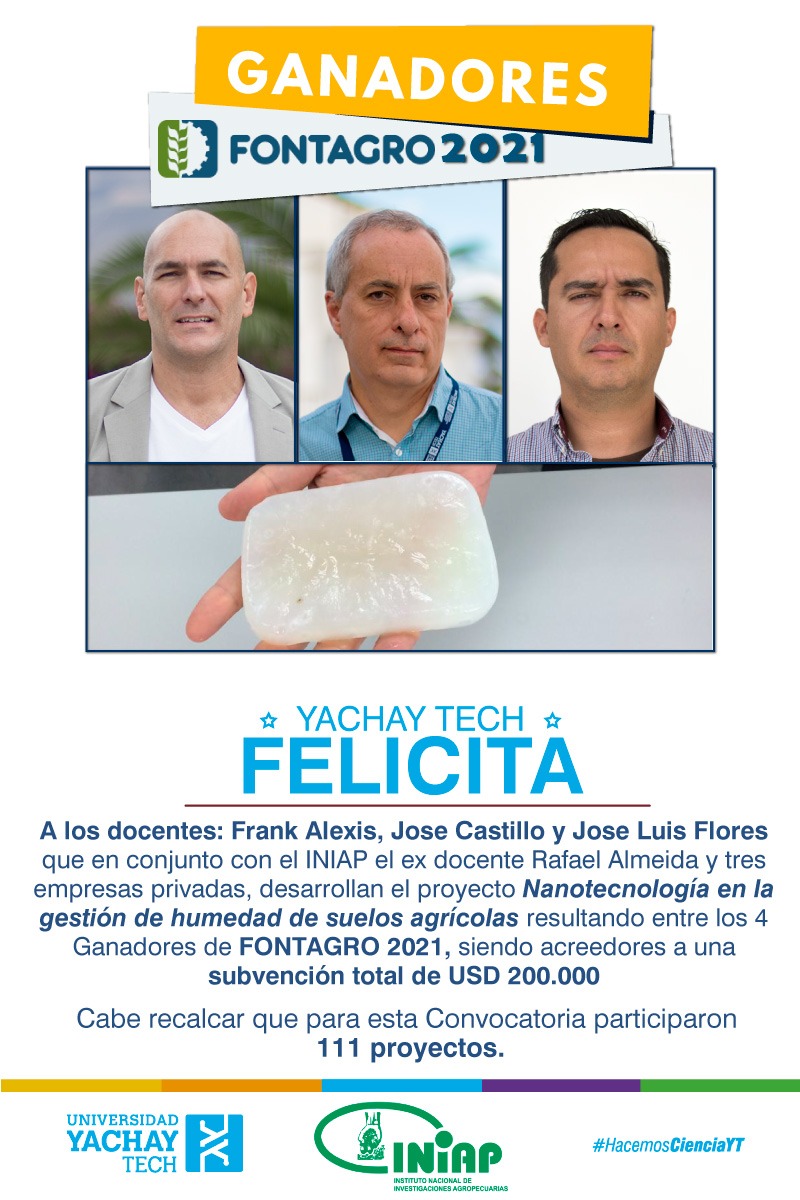 GANADORES
FONTAGRO 2021
YACHAY TECH
FELICITA
A los docentes: Frank Alexis, Jose Castillo y Jose Luis Flores
que en conjunto con el INIAP el ex docente Rafael Almeida y tres
empresas privadas, desarrollan el proyecto Nanotecnología en la
gestión de humedad de suelos agrícolas resultando entre los 4
Ganadores de FONTAGRO 2021, siendo acreedores a una
subvención total de USD 200.000
Cabe recalcar que para esta Convocatoria participaron
111 proyectos.
UNIVERSIDAD
YACHAY
TECH
INIAP
INSTITUTO NACIONAL DE
INVESTIGACIONES AGROPECUARIAS
#HacemosCienciaYT